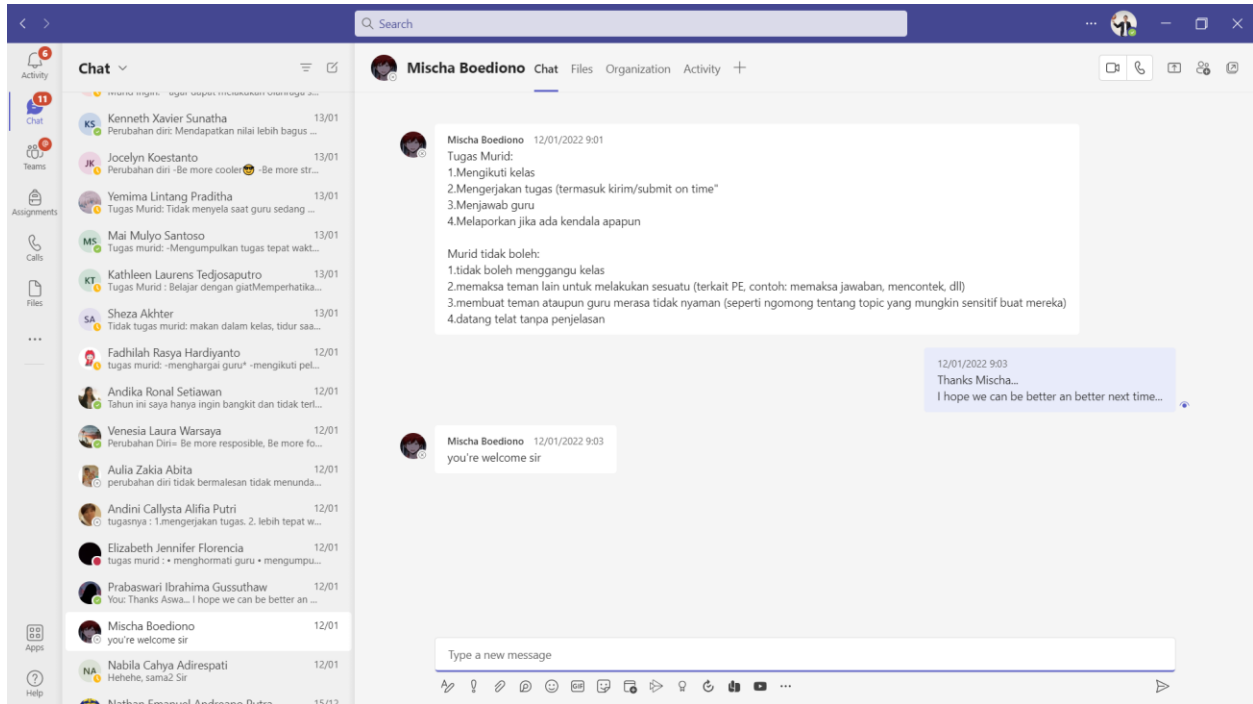 Search
Activity
6
Chat
11
Teams
Assignments
Calls
Files
Apps
Help
Chat
Kenneth Xavier Sunatha 13/01
KS
Perubahan diri: Mendapatkan nilai lebih bagus ...
Jocelyn Koestanto 13/01
JK
Perubahan diri -Be more cooler😎 -Be more str...
Yemima Lintang Praditha 13/01
Tugas Murid: Tidak menyela saat guru sedang ...
Mai Mulyo Santoso 13/01
MS
Tugas murid: -Mengumpulkan tugas tepat wakt...
Kathleen Laurens Tedjosaputro 13/01
KT
Tugas Murid : Belajar dengan giatMemperhatika...
Sheza Akhter 13/01
SA
Tidak tugas murid: makan dalam kelas, tidur saa...
Fadhilah Rasya Hardiyanto 12/01
tugas murid: -menghargai guru* -mengikuti pel...
Andika Ronal Setiawan 12/01
Tahun ini saya hanya ingin bangkit dan tidak terl...
Venesia Laura Warsaya 12/01
Perubahan Diri= Be more resposible, Be more fo...
Aulia Zakia Abita 12/01
perubahan diri tidak bermalesan tidak menunda...
Andini Callysta Alifia Putri 12/01
tugasnya : 1.mengerjakan tugas. 2. lebih tepat w...
Elizabeth Jennifer Florencia 12/01
tugas murid : • menghormati guru • mengumpu...
Prabaswari Ibrahima Gussuthaw 12/01
You: Thanks Aswa... I hope we can be better an ...
Mischa Boediono 12/01
you're welcome sir
Nabila Cahya Adirespati 12/01
NA
Hehehe, sama2 Sir
Nathan Emanuel Andreano Putra 15/12
Mischa Boediono Chat Files Organization Activity
Mischa Boediono 12/01/2022 9:01
Tugas Murid:
1.Mengikuti kelas
2.Mengerjakan tugas (termasuk kirim/submit on time"
3.Menjawab guru
4.Melaporkan jika ada kendala apapun
Murid tidak boleh:
1.tidak boleh menggangu kelas
2.memaksa teman lain untuk melakukan sesuatu (terkait PE, contoh: memaksa jawaban, mencontek, dll)
3.membuat teman ataupun guru merasa tidak nyaman (seperti ngomong tentang topic yang mungkin sensitif buat mereka)
4.datang telat tanpa penjelasan
12/01/2022 9:03
Thanks Mischa...
I hope we can be better an better next time...
Mischa Boediono 12/01/2022 9:03
you're welcome sir
Type a new message
GIF